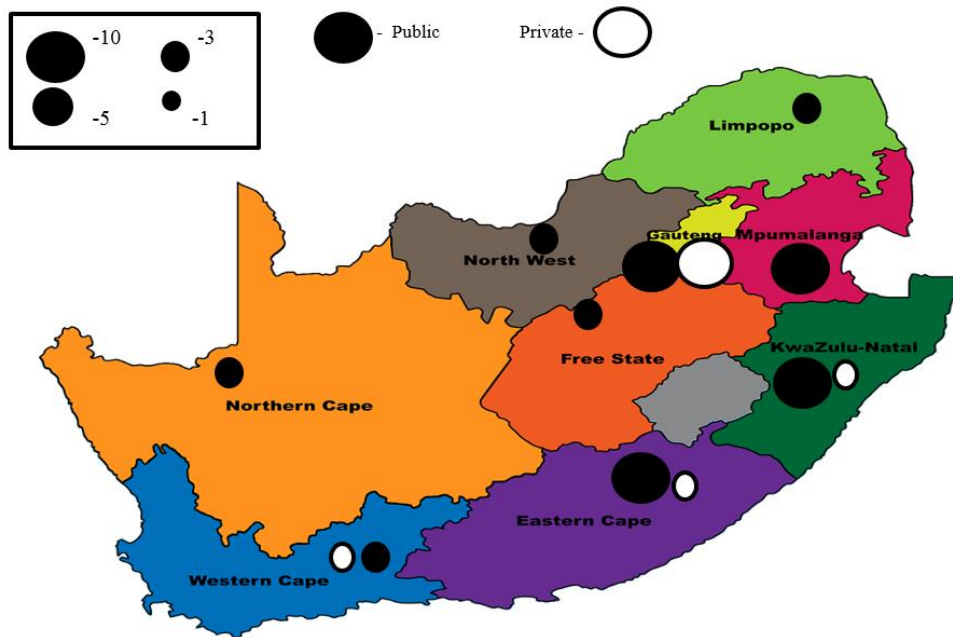 -10
-3
-5
-1
- Public
Private -
Limpopo
Gauteng
Mpumalanga
North West
Free State
KwaZulu-Natal
Northern Cape
Eastern Cape
Western Cape